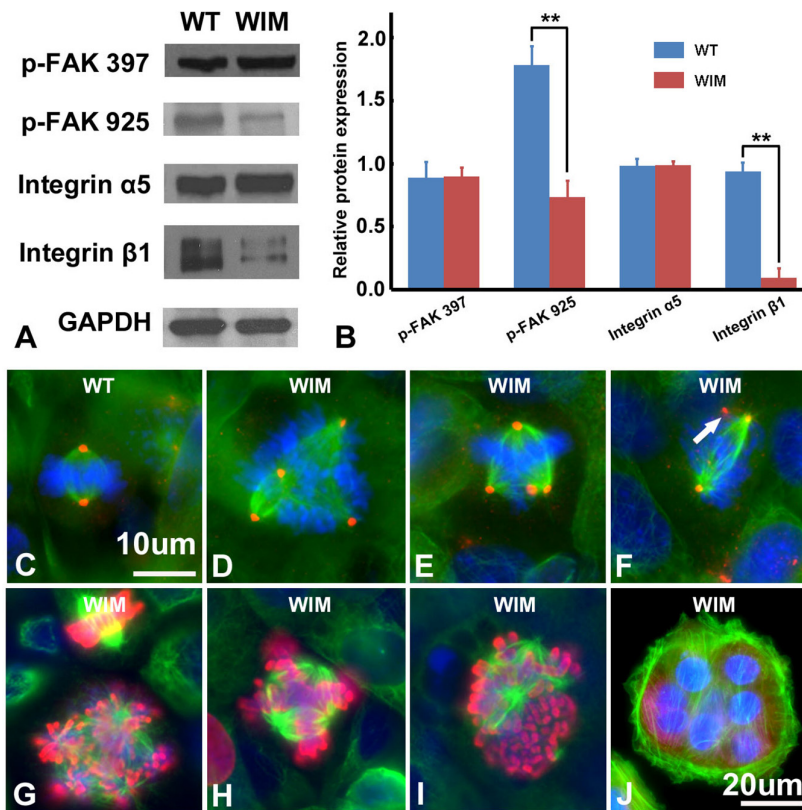 WT WIM
p-FAK 397
p-FAK 925
Integrin α5
Integrin β1
GAPDH
A
Relative protein expression
2.0
1.5
1.0
0.5
0.0
**
**
WT
WIM
p-FAK 397
p-FAK 925
Integrin α5
Integrin β1
B
WT
C
10um
WIM
D
WIM
E
WIM
F
WIM
G
WIM
H
WIM
I
WIM
J
20um